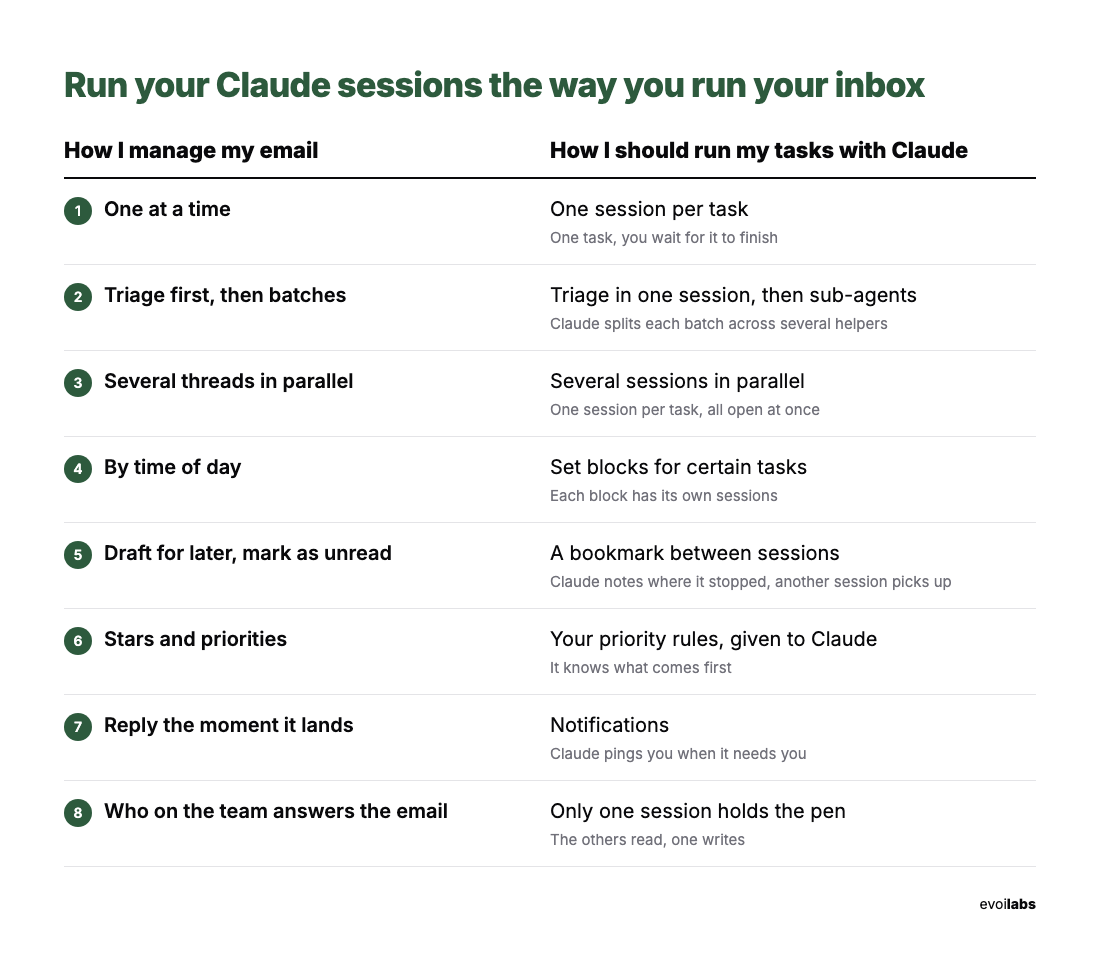 Run your Claude sessions the way you run your inbox
How I manage my email
How I should run my tasks with Claude
1 One at a time
One session per task
One task, you wait for it to finish
2 Triage first, then batches
Triage in one session, then sub-agents
Claude splits each batch across several helpers
3 Several threads in parallel
Several sessions in parallel
One session per task, all open at once
4 By time of day
Set blocks for certain tasks
Each block has its own sessions
5 Draft for later, mark as unread
A bookmark between sessions
Claude notes where it stopped, another session picks up
6 Stars and priorities
Your priority rules, given to Claude
It knows what comes first
7 Reply the moment it lands
Notifications
Claude pings you when it needs you
8 Who on the team answers the email
Only one session holds the pen
The others read, one writes
evoilabs